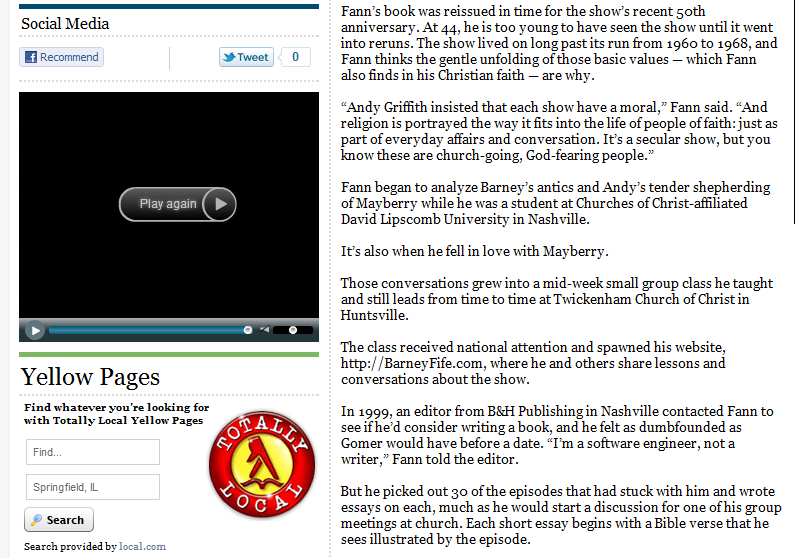 Social Media
Recommend
Tweet
0
Play again
Yellow Pages
Find whatever you're looking for
with Totally Local Yellow Pages
Find...
Springfield, IL
Search
Search provided by local.com
TOTALLY
LOCAL
Fann's book was reissued in time for the show's recent 50th
anniversary. At 44, he is too young to have seen the show until it went
into reruns. The show lived on long past its run from 1960 to 1968, and
Fann thinks the gentle unfolding of those basic values — which Fann
also finds in his Christian faith — are why.
“Andy Griffith insisted that each show have a moral,” Fann said. “And
religion is portrayed the way it fits into the life of people of faith: just as
part of everyday affairs and conversation. It's a secular show, but you
know these are church-going, God-fearing people.”
Fann began to analyze Barney's antics and Andy's tender shepherding
of Mayberry while he was a student at Churches of Christ-affiliated
David Lipscomb University in Nashville.
It's also when he fell in love with Mayberry.
Those conversations grew into a mid-week small group class he taught
and still leads from time to time at Twickenham Church of Christ in
Huntsville.
The class received national attention and spawned his website,
http://BarneyFife.com, where he and others share lessons and
conversations about the show.
In 1999, an editor from B&H Publishing in Nashville contacted Fann to
see if he'd consider writing a book, and he felt as dumbfounded as
Gomer would have before a date. “I'm a software engineer, not a
writer,” Fann told the editor.
But he picked out 30 of the episodes that had stuck with him and wrote
essays on each, much as he would start a discussion for one of his group
meetings at church. Each short essay begins with a Bible verse that he
sees illustrated by the episode.